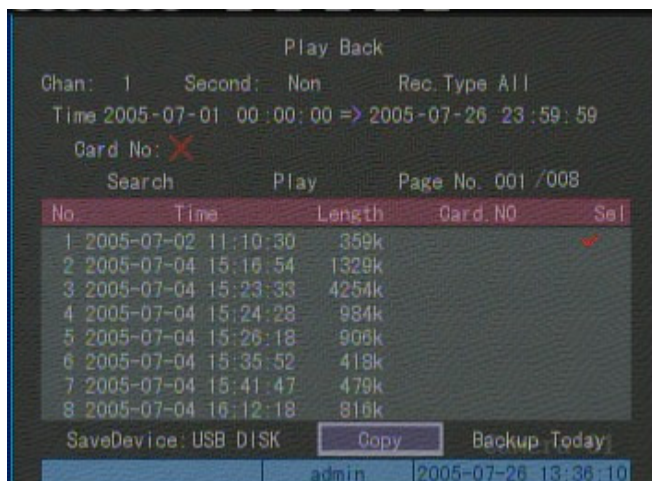 Play Back
Chan: 1 Second: Non Rec.Type All
Time 2005-07-01 00:00:00 => 2005-07-26 23:59:59
Card No:
Search Play Page No. 001 /008
No Time Length Card.NO Sel
1 2005-07-02 11:10:30 359k
2 2005-07-04 15:16:54 1329k
3 2005-07-04 15:23:33 4254k
4 2005-07-04 15:24:28 984k
5 2005-07-04 15:26:18 906k
6 2005-07-04 15:35:52 418k
7 2005-07-04 15:41:47 479k
8 2005-07-04 16:12:18 816k
SaveDevice:USB DISK Copy Backup Today
admin 2005-07-26 13:36:10